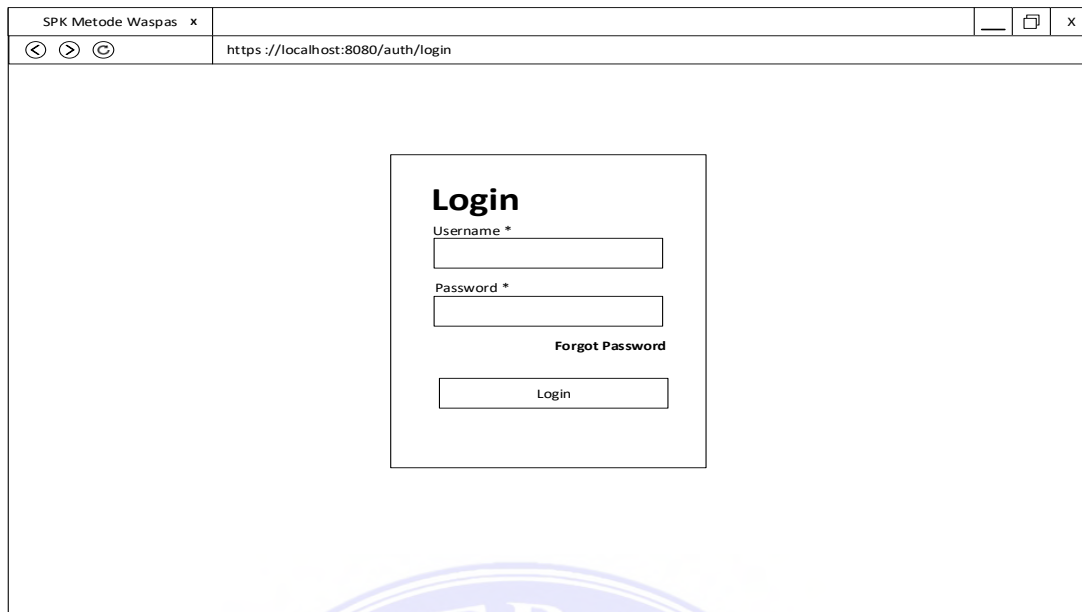 SPK Metode Waspas x
X
https ://localhost:8080/auth/login
Login
Username *
Password *
Forgot Password
Login